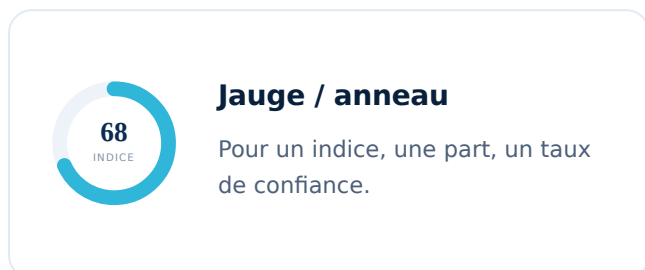 68
INDICE
Jauge / anneau
Pour un indice, une part, un taux
de confiance.